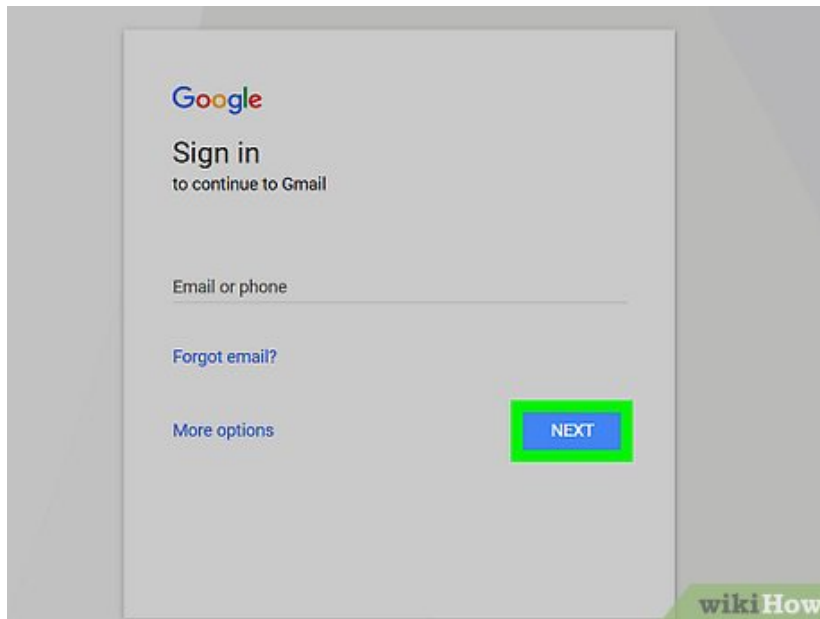 Google
Sign in
to continue to Gmail
Email or phone
Forgot email?
More options
NEXT
wikiHow